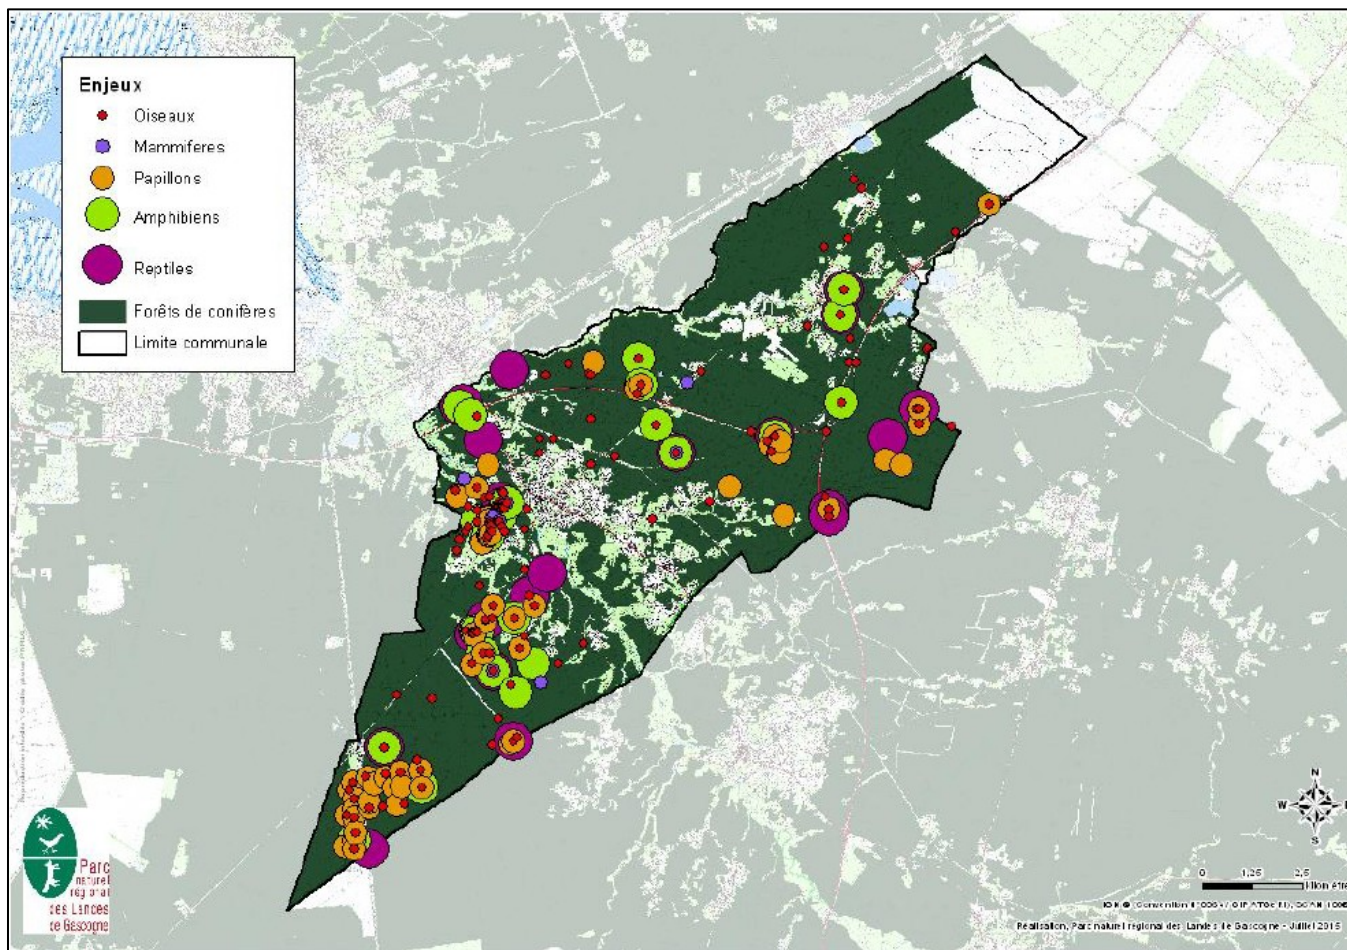 Enjeux
Oiseaux
Mammiferes
Papillons
Amphibiens
Reptiles
Forêts de conifères
Limite communale
N
W
S
Parc
naturel
régional
des Landes
de Gascogne
0 1,25 2,5
Réalisation, Parc naturel régional des Landes de Gascogne - Juillet 2015